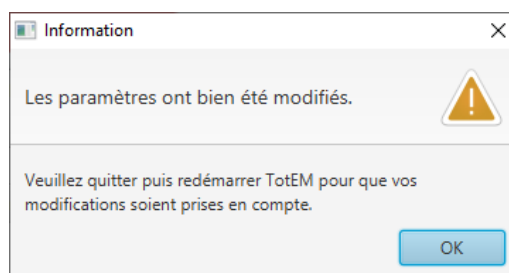 Information
Les paramètres ont bien été modifiés.
Veuillez quitter puis redémarrer TotEM pour que vos
modifications soient prises en compte.
OK